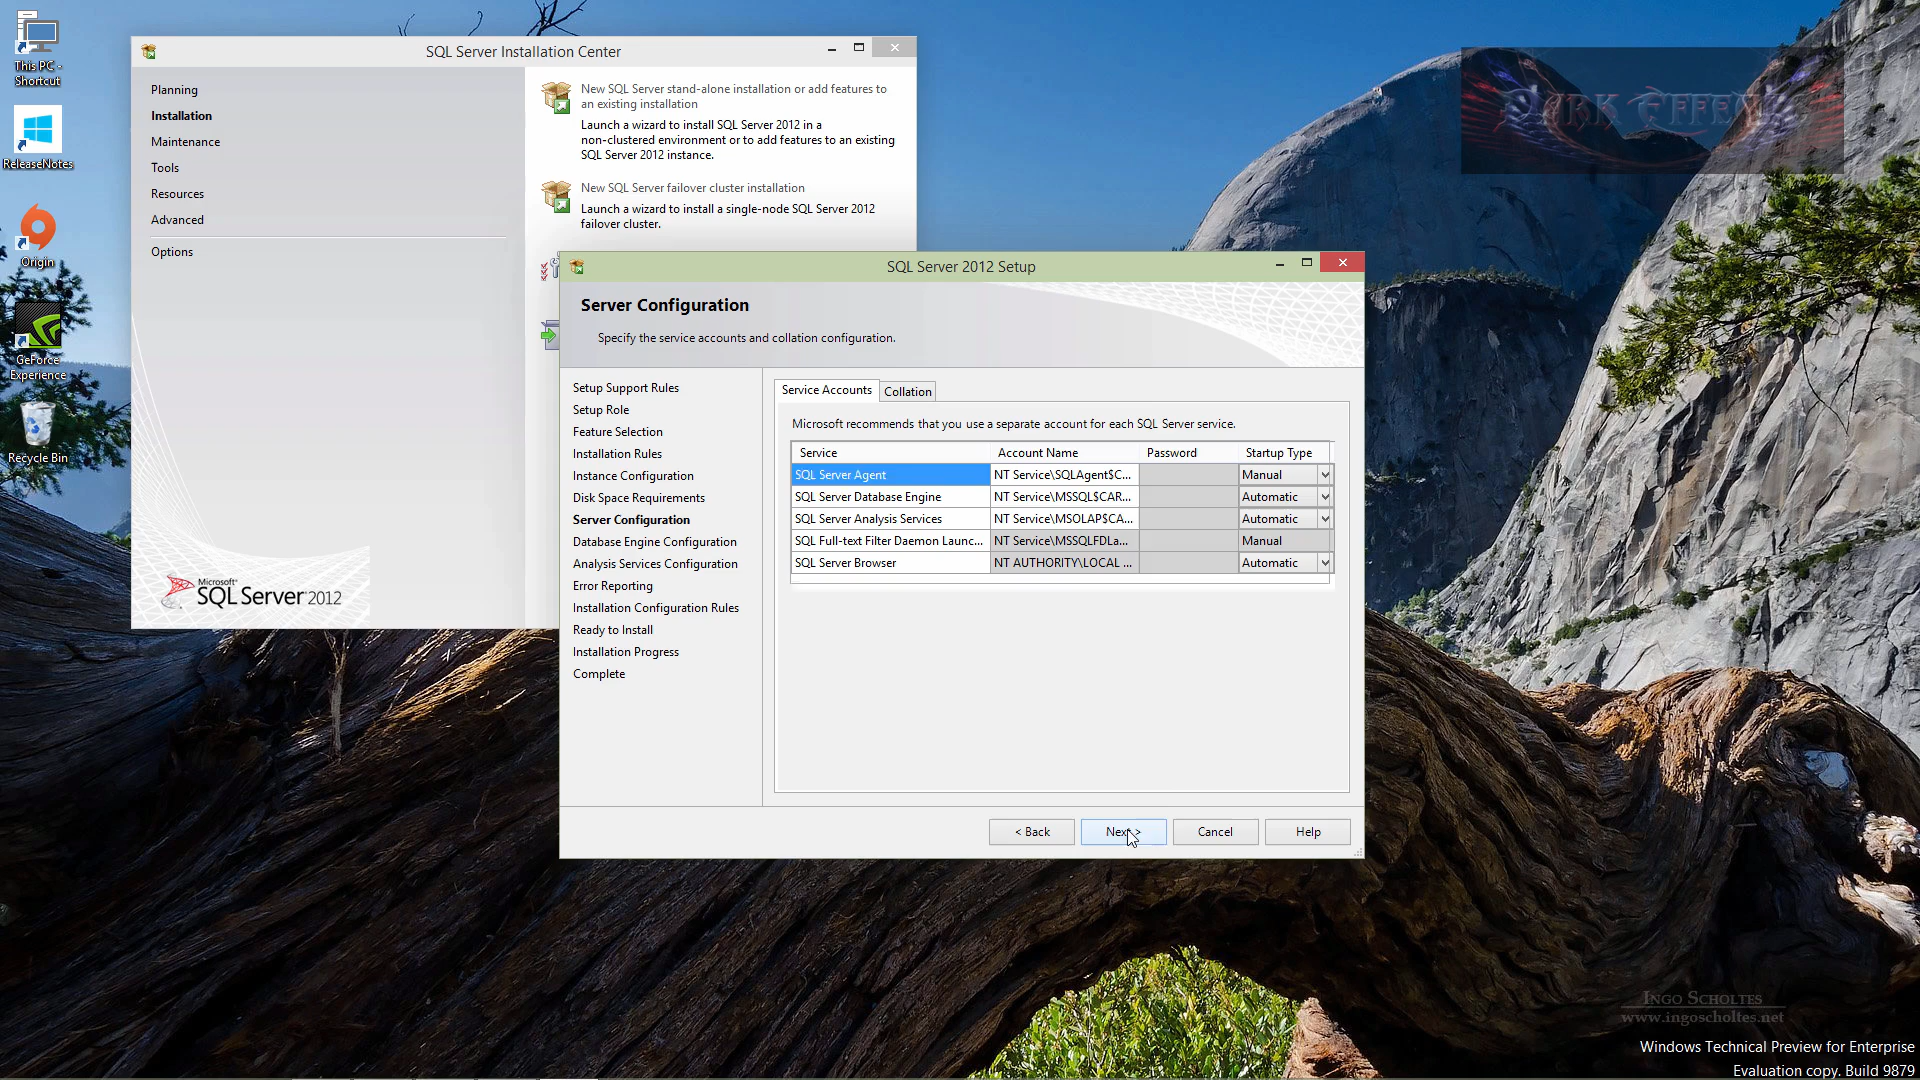 This PC -
Shortcut
ReleaseNotes
Origin
GeForce
Experience
Recycle Bin
SQL Server Installation Center
Planning
Installation
Maintenance
Tools
Resources
Advanced
Options
Microsoft®
SQL Server 2012
New SQL Server stand-alone installation or add features to
an existing installation
Launch a wizard to install SQL Server 2012 in a
non-clustered environment or to add features to an existing
SQL Server 2012 instance.
New SQL Server failover cluster installation
Launch a wizard to install a single-node SQL Server 2012
failover cluster.
SQL Server 2012 Setup
Server Configuration
Specify the service accounts and collation configuration.
Setup Support Rules
Setup Role
Feature Selection
Installation Rules
Instance Configuration
Disk Space Requirements
Server Configuration
Database Engine Configuration
Analysis Services Configuration
Error Reporting
Installation Configuration Rules
Ready to Install
Installation Progress
Complete
Service Accounts Collation
Microsoft recommends that you use a separate account for each SQL Server service.
Service Account Name Password Startup Type
SQL Server Agent NT Service\SQLAgent$C... Manual
SQL Server Database Engine NT Service\MSSQL$CAR... Automatic
SQL Server Analysis Services NT Service\MSOLAP$CA... Automatic
SQL Full-text Filter Daemon Launc... NT Service\MSSQLFDLa... Manual
SQL Server Browser NT AUTHORITY\LOCAL ... Automatic
< Back Next > Cancel Help
Dark Effects
Ingo Scholtes
www.ingoscholtes.net
Windows Technical Preview for Enterprise
Evaluation copy. Build 9879